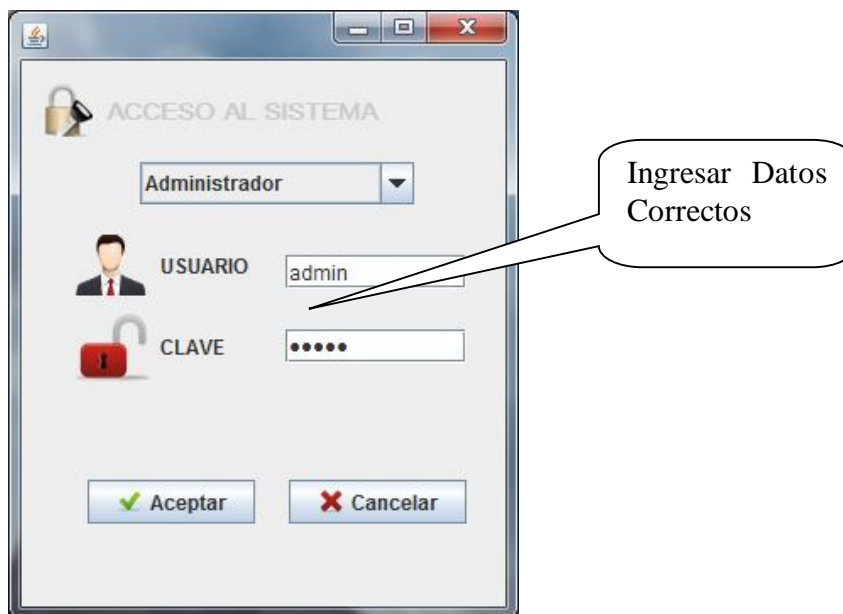 ACCESO AL SISTEMA
Administrador
USUARIO
admin
CLAVE
•••••
Aceptar
Cancelar
Ingresar Datos
Correctos